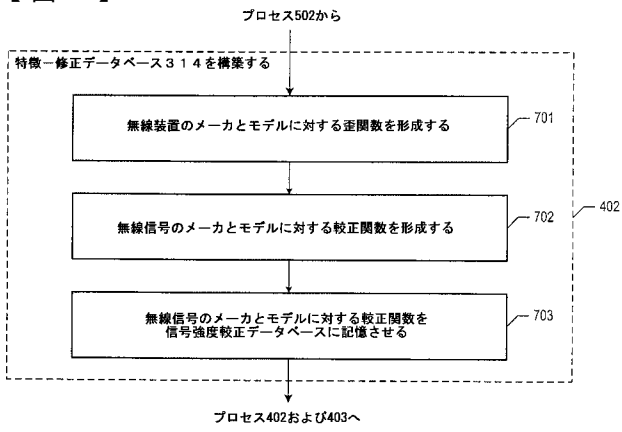 プロセス502から
特徴－修正データベース３１４を構築する
無線装置のメーカとモデルに対する歪関数を形成する
701
無線信号のメーカとモデルに対する較正関数を形成する
702
402
無線信号のメーカとモデルに対する較正関数を
信号強度較正データベースに記憶させる
703
プロセス402および403へ